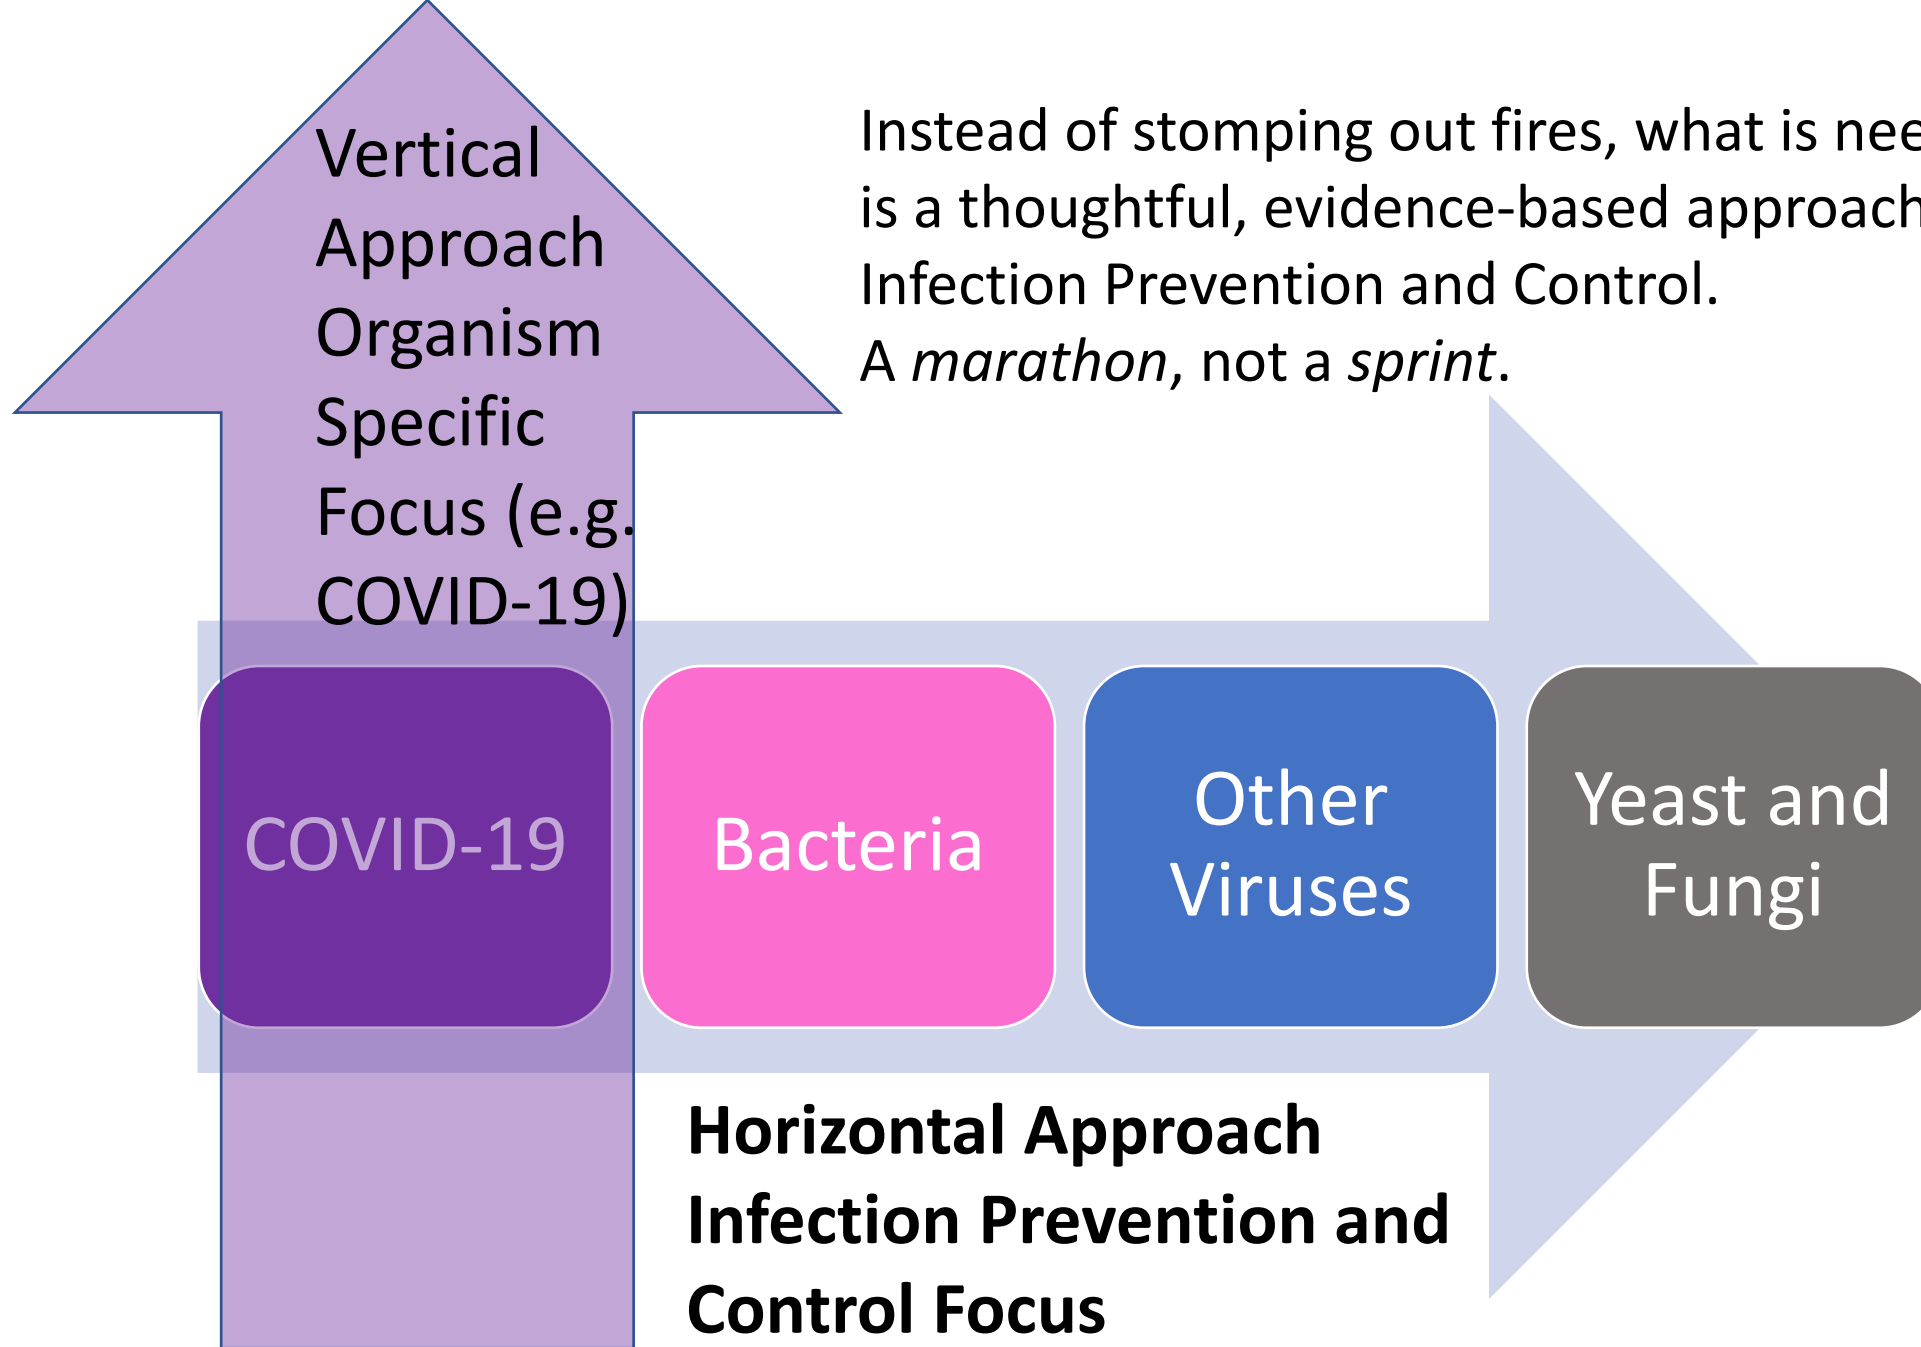 Vertical
Approach
Organism
Specific
Focus (e.g.
COVID-19)
Instead of stomping out fires, what is
is a thoughtful, evidence-based approach
Infection Prevention and Control.
A marathon, not a sprint.
COVID-19
Bacteria
Other
Viruses
Yeast and
Fungi
Horizontal Approach
Infection Prevention and
Control Focus